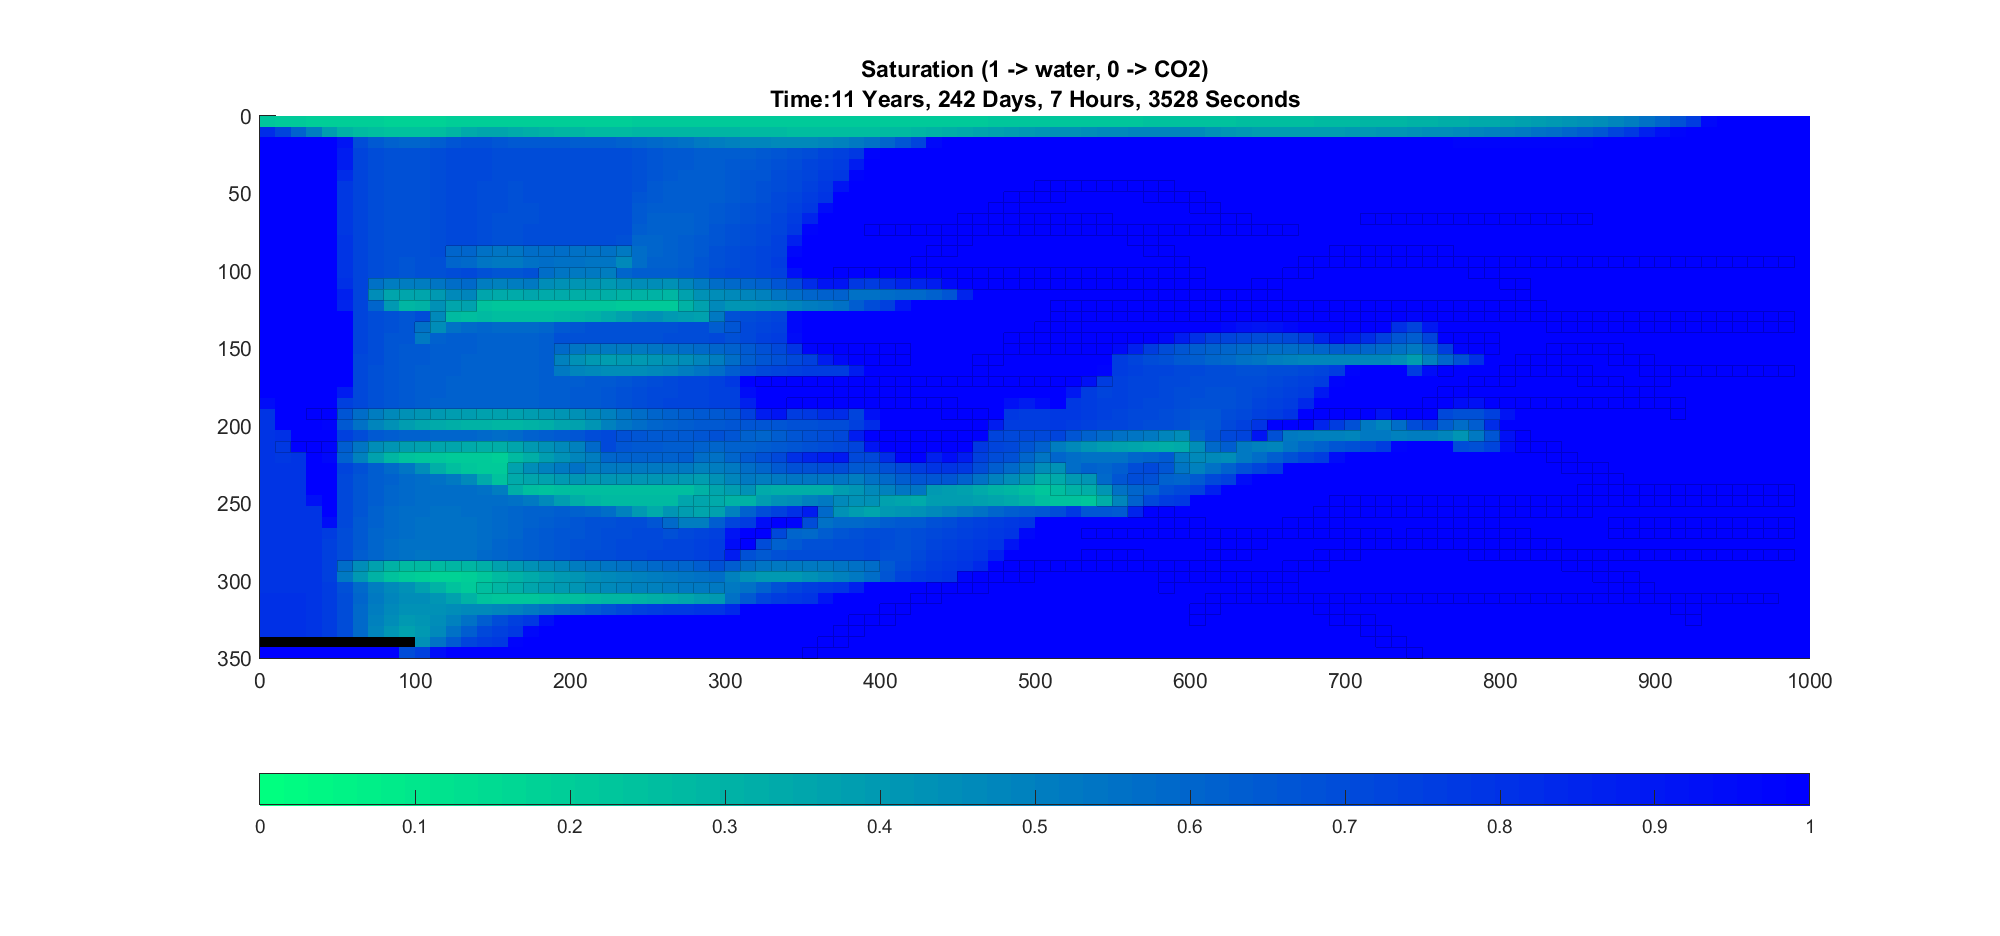 Saturation (1 -> water, 0 -> CO2)
Time:11 Years, 242 Days, 7 Hours, 3528 Seconds
0
50
100
150
200
250
300
350
0 100 200 300 400 500 600 700 800 900 1000
0 0.1 0.2 0.3 0.4 0.5 0.6 0.7 0.8 0.9 1